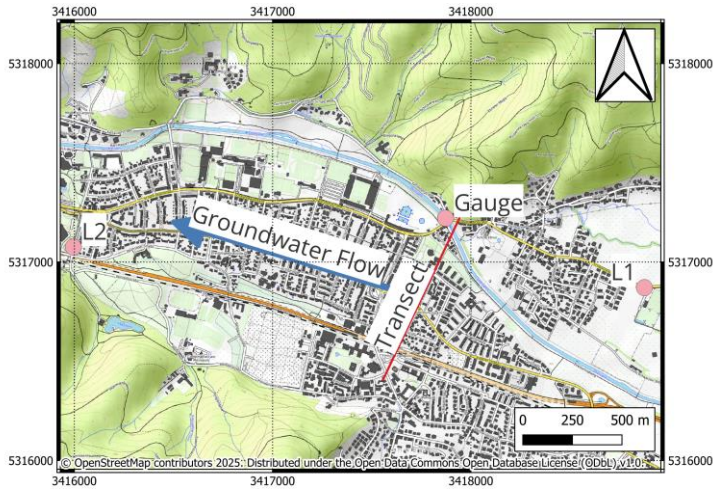 3416000
3417000
3418000
5318000
5318000
Gauge
L2
Groundwater Flow
5317000
5317000
L1
Transect
0 250 500 m
5316000
5316000
© OpenStreetMap contributors 2025. Distributed under the Open Data Commons Open Database License (ODbL) v1.0.
3416000
3417000
3418000